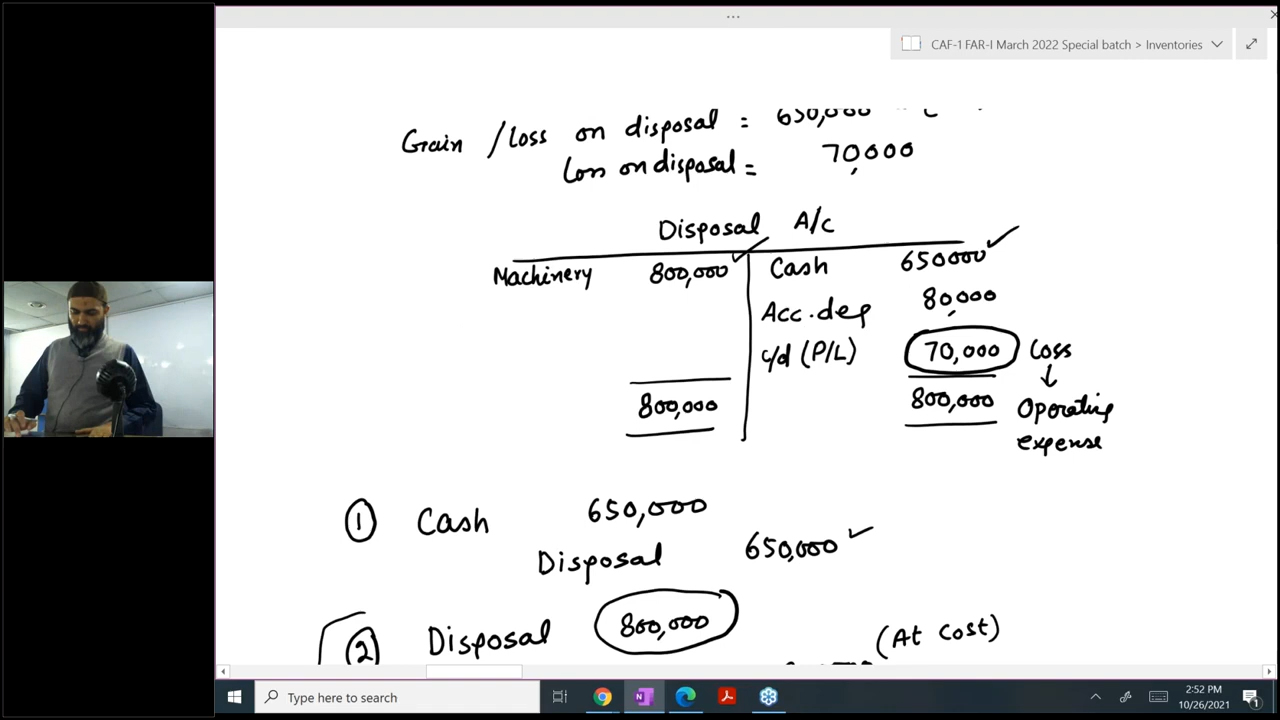 ...
CAF-1 FAR-I March 2022 Special batch > Inventories
Gain /loss on disposal = 650,000
Loss on disposal = 70,000
Disposal A/c
Machinery 800,000 Cash 650000
Acc. dep 80,000
c/d (P/L) 70,000 Loss
800,000 800,000 Operating
expense
① Cash 650,000
Disposal 650,000
② Disposal 800,000
(At cost)
Type here to search
2:52 PM
10/26/2021
1